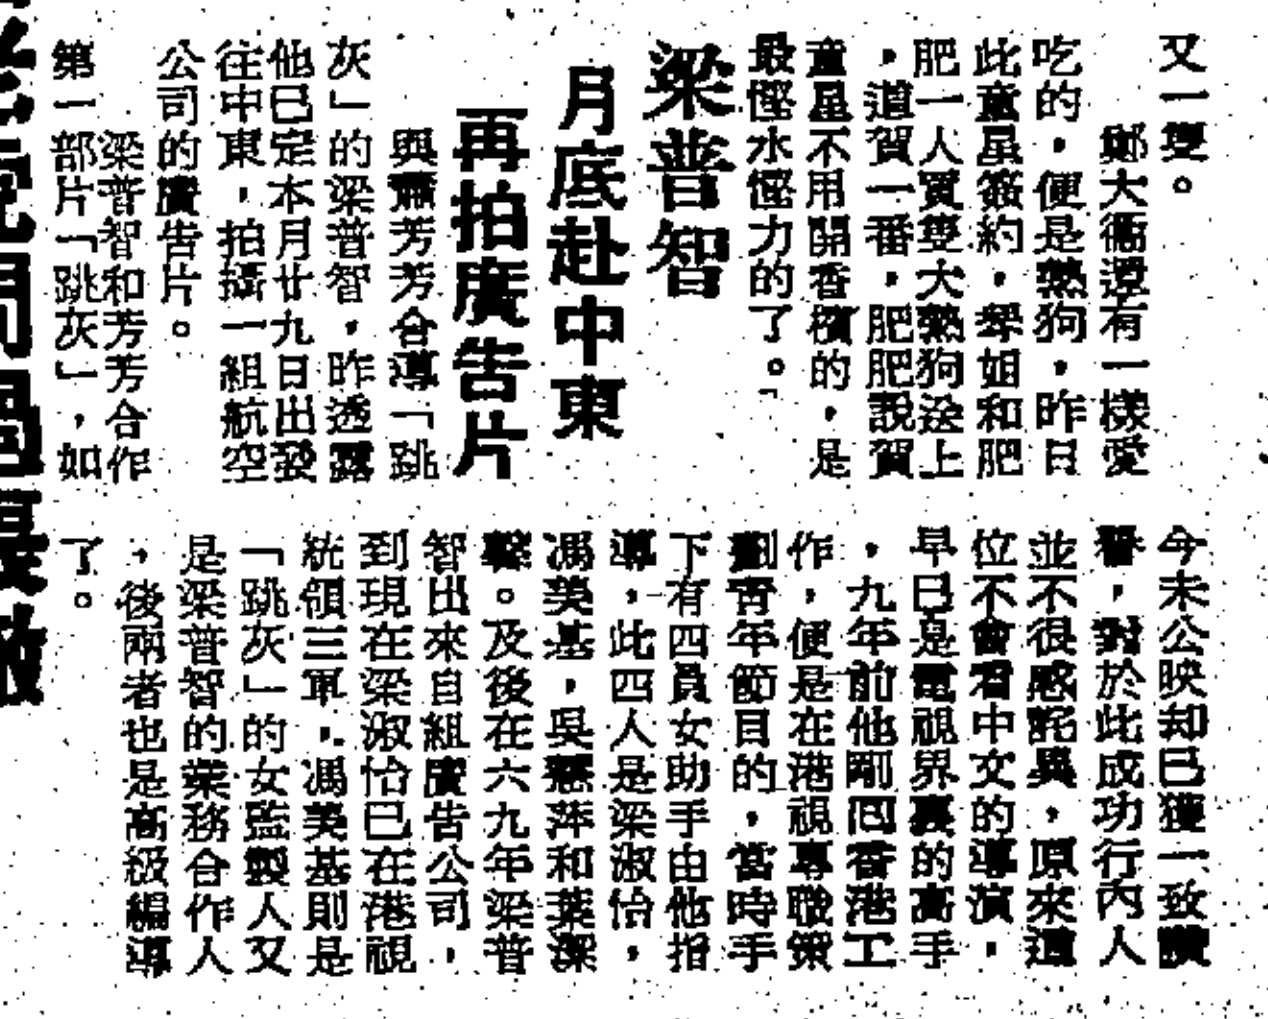 又一隻。
鄭大衞還有一樣愛
吃的，便是熱狗，昨日
此童星簽約，琴姐和肥
肥一人買隻大熱狗送上
，道賀一番，肥肥說賀
童星不用開香檳的，是
最慳水慳力的了。
梁普智
月底赴中東
再拍廣告片
與蕭芳芳合導「跳
灰」的梁普智，昨透露
他已定本月廿九日出發
往中東，拍攝一組航空
公司的廣告片。
梁普智和芳芳合作
第一部片「跳灰」，如
今未公映却已獲一致讚
譽，對於此成功行內人
並不很感詫異，原來這
位不會看中文的導演，
早已是電視界裏的高手
，九年前他剛回香港工
作，便是在港視專職策
劃青年節目的，當時手
下有四員女助手由他指
導，此四人是梁淑怡，
馮美基，吳慧萍和葉潔
馨。及後在六九年梁普
智出來自組廣告公司，
到現在梁淑怡已在港視
統領三軍，馮美基則是
「跳灰」的女監製人又
是梁普智的業務合作人
，後兩者也是高級編導
了。